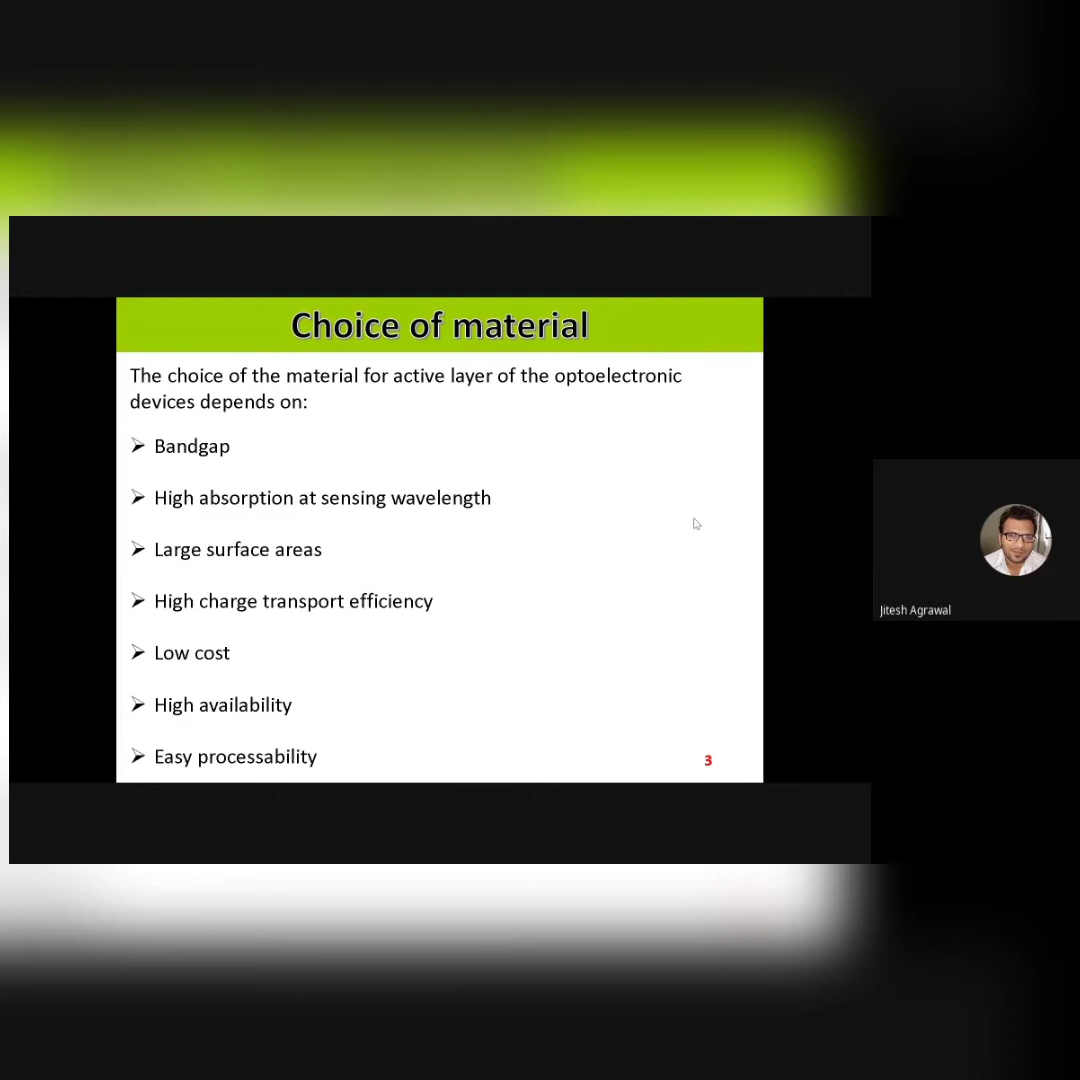 Choice of material
The choice of the material for active layer of the optoelectronic
devices depends on:
➢ Bandgap
➢ High absorption at sensing wavelength
➢ Large surface areas
➢ High charge transport efficiency
➢ Low cost
➢ High availability
➢ Easy processability
3
Jitesh Agrawal